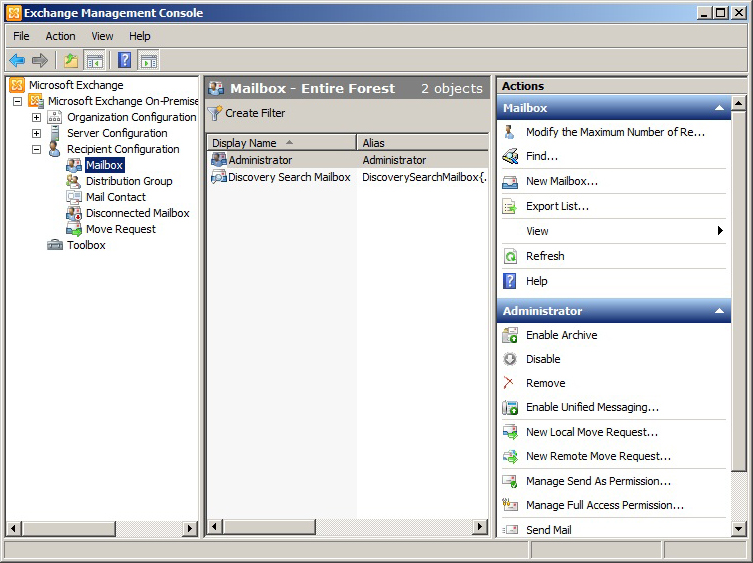 Exchange Management Console
File Action View Help
Microsoft Exchange
Microsoft Exchange On-Premise
Organization Configuration
Server Configuration
Recipient Configuration
Mailbox
Distribution Group
Mail Contact
Disconnected Mailbox
Move Request
Toolbox
Mailbox - Entire Forest 2 objects
Create Filter
Display Name Alias
Administrator Administrator
Discovery Search Mailbox DiscoverySearchMailbox{.
Actions
Mailbox
Modify the Maximum Number of Re...
Find...
New Mailbox...
Export List...
View
Refresh
Help
Administrator
Enable Archive
Disable
Remove
Enable Unified Messaging...
New Local Move Request...
New Remote Move Request...
Manage Send As Permission...
Manage Full Access Permission...
Send Mail